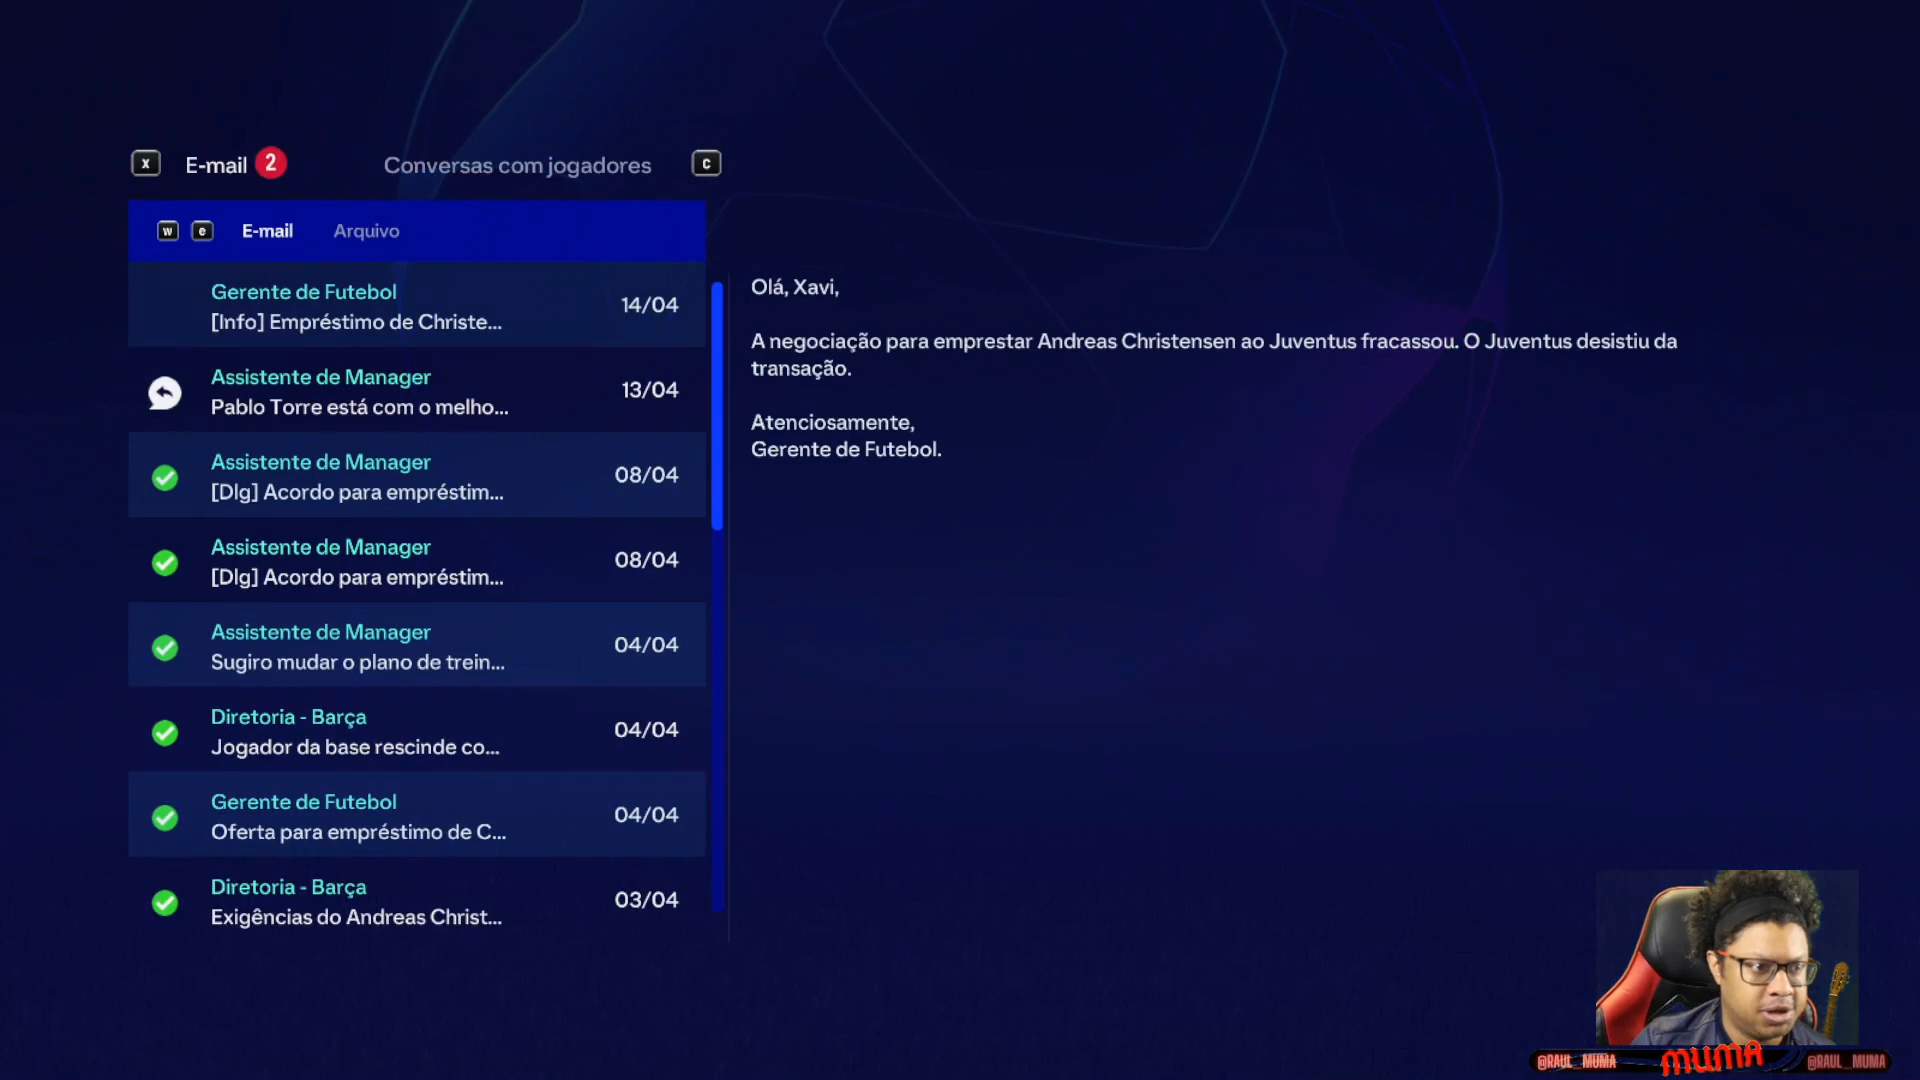 x E-mail 2 Conversas com jogadores c
w e E-mail Arquivo
Gerente de Futebol
[Info] Empréstimo de Christe... 14/04
Assistente de Manager
Pablo Torre está com o melho... 13/04
Assistente de Manager
[Dlg] Acordo para empréstim... 08/04
Assistente de Manager
[Dlg] Acordo para empréstim... 08/04
Assistente de Manager
Sugiro mudar o plano de trein... 04/04
Diretoria - Barça
Jogador da base rescinde co... 04/04
Gerente de Futebol
Oferta para empréstimo de C... 04/04
Diretoria - Barça
Exigências do Andreas Christ... 03/04
Olá, Xavi,
A negociação para emprestar Andreas Christensen ao Juventus fracassou. O Juventus desistiu da
transação.
Atenciosamente,
Gerente de Futebol.
@RAUL_MUMA MUMA @RAUL_MUMA